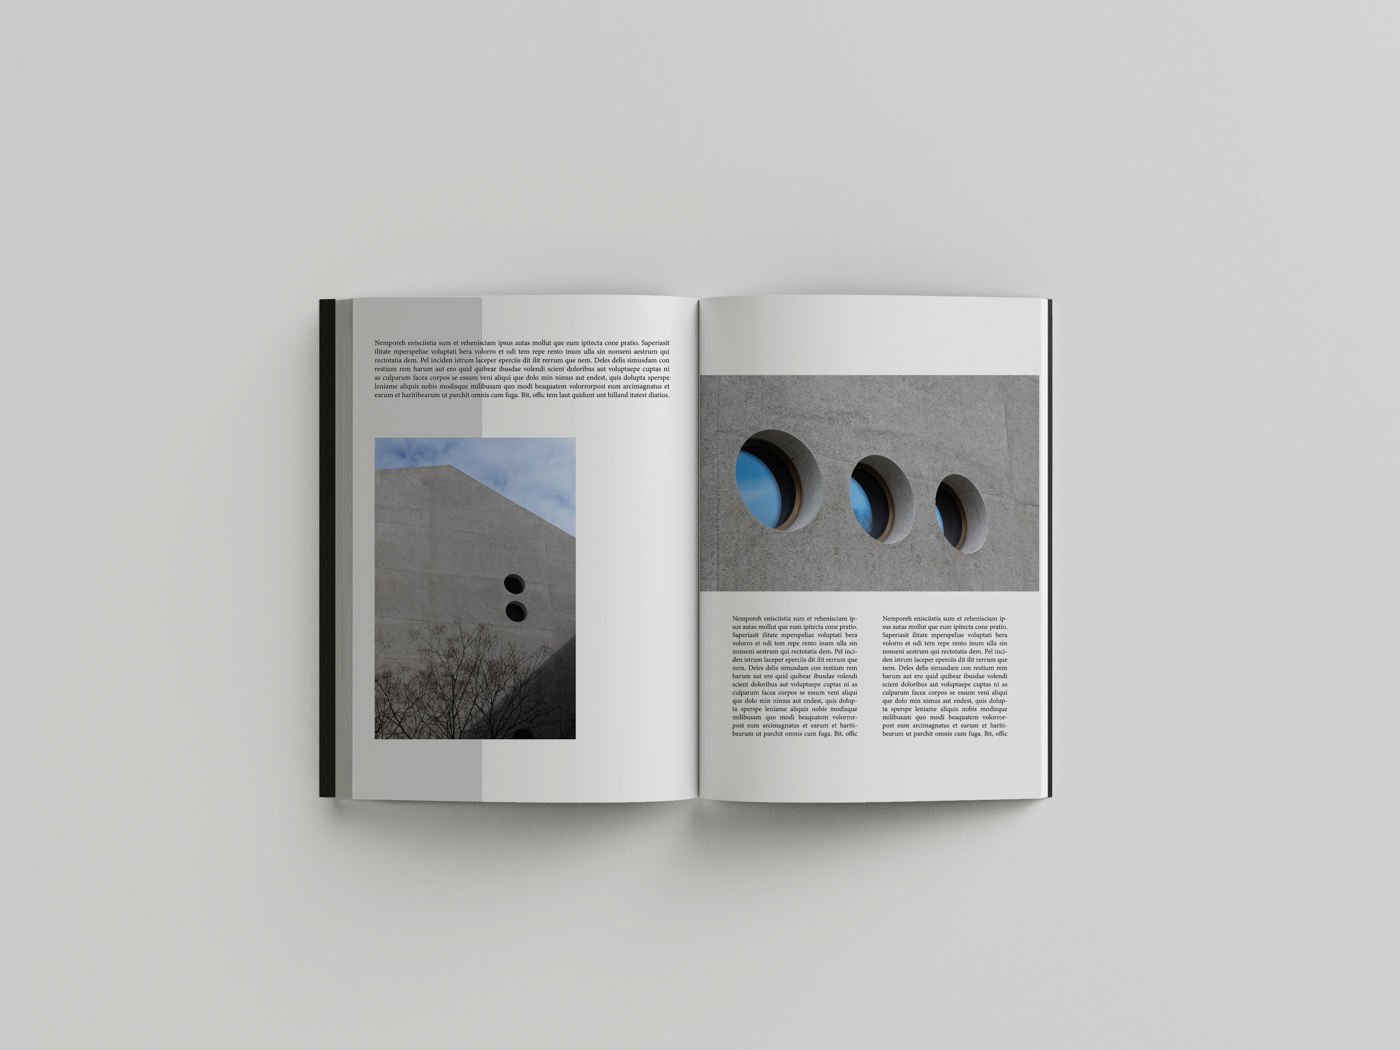 Nemporeh enisciistia sum et rehenisciam ipsus autas mollut que eum ipitecta cone pratio. Saperiasit
ilitate mperspeliae voluptati bera volorro et odi tem repe rento inum ulla sin nonseni aestrum qui
rectotatia dem. Pel inciden istrum laceper eperciis dit ilit rerrum que nem. Deles delis simusdam con
restium rem harum aut ero quid quibear ibusdae volendi scient doloribus aut voluptaepe cuptas ni
as culparum facea corpos se essum veni aliqui que dolo min nimus aut endest, quis dolupta sperspe
leniame aliquis nobis modisque milibusam quo modi beaquatem volorrorpost eum arcimagnatus et
earum et haritibearum ut parchit omnis cum fuga. Bit, offic tem laut quidunt unt hilland itatest diatius.
Nemporeh enisciistia sum et rehenisciam ip-
sus autas mollut que eum ipitecta cone pratio.
Saperiasit ilitate mperspeliae voluptati bera
volorro et odi tem repe rento inum ulla sin
nonseni aestrum qui rectotatia dem. Pel inci-
den istrum laceper eperciis dit ilit rerrum que
nem. Deles delis simusdam con restium rem
harum aut ero quid quibear ibusdae volendi
scient doloribus aut voluptaepe cuptas ni as
culparum facea corpos se essum veni aliqui
que dolo min nimus aut endest, quis dolup-
ta sperspe leniame aliquis nobis modisque
milibusam quo modi beaquatem volorror-
post eum arcimagnatus et earum et hariti-
bearum ut parchit omnis cum fuga. Bit, offic
Nemporeh enisciistia sum et rehenisciam ip-
sus autas mollut que eum ipitecta cone pratio.
Saperiasit ilitate mperspeliae voluptati bera
volorro et odi tem repe rento inum ulla sin
nonseni aestrum qui rectotatia dem. Pel inci-
den istrum laceper eperciis dit ilit rerrum que
nem. Deles delis simusdam con restium rem
harum aut ero quid quibear ibusdae volendi
scient doloribus aut voluptaepe cuptas ni as
culparum facea corpos se essum veni aliqui
que dolo min nimus aut endest, quis dolup-
ta sperspe leniame aliquis nobis modisque
milibusam quo modi beaquatem volorror-
post eum arcimagnatus et earum et hariti-
bearum ut parchit omnis cum fuga. Bit, offic